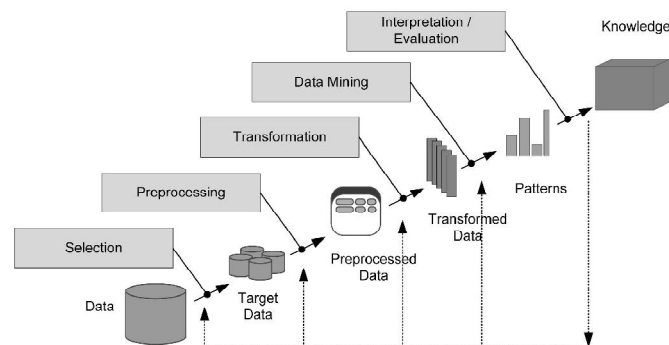 Interpretation /
Evaluation
Knowledge
Data Mining
Transformation
Patterns
Preprocessing
Transformed
Data
Preprocessed
Data
Selection
Target
Data
Data